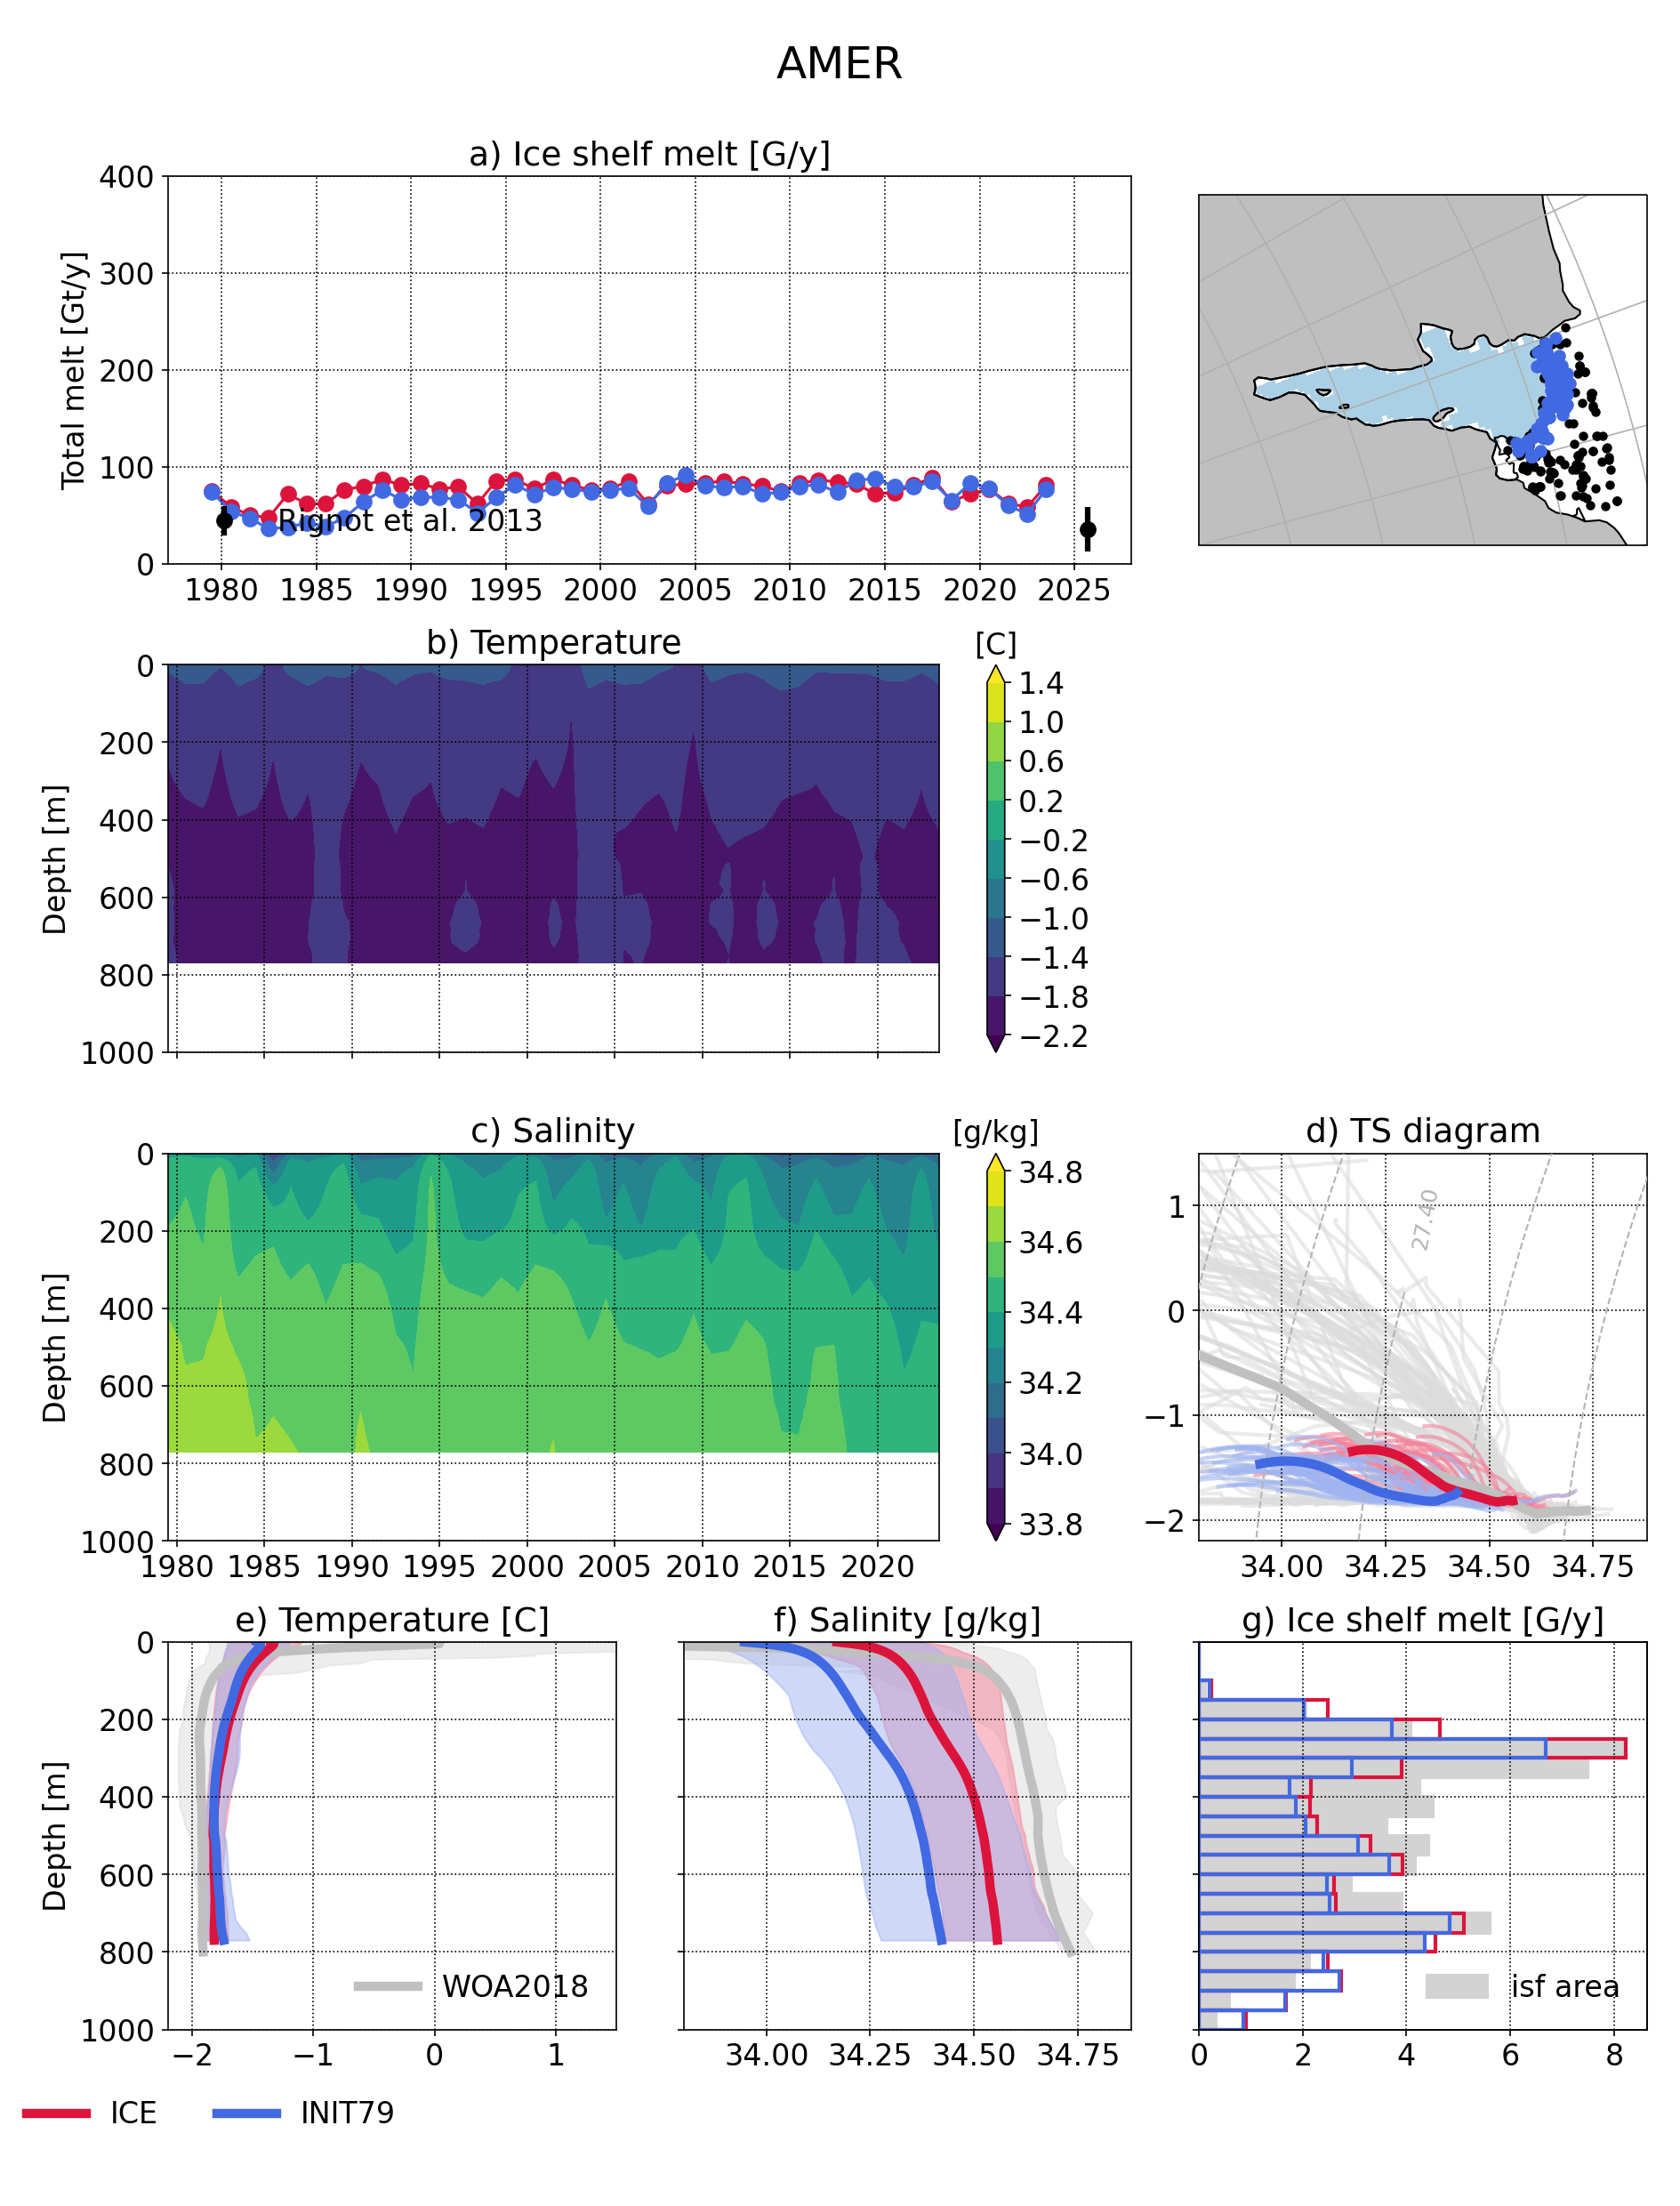 AMER
a) Ice shelf melt [G/y]
Total melt [Gt/y]
400
300
200
100
0
Rignot et al. 2013
1980 1985 1990 1995 2000 2005 2010 2015 2020 2025
b) Temperature
[C]
Depth [m]
0
200
400
600
800
1000
1.4
1.0
0.6
0.2
−0.2
−0.6
−1.0
−1.4
−1.8
−2.2
c) Salinity
[g/kg]
Depth [m]
0
200
400
600
800
1000
1980 1985 1990 1995 2000 2005 2010 2015 2020
34.8
34.6
34.4
34.2
34.0
33.8
d) TS diagram
27.40
1
0
−1
−2
34.00 34.25 34.50 34.75
e) Temperature [C]
Depth [m]
0
200
400
600
800
1000
WOA2018
−2 −1 0 1
f) Salinity [g/kg]
34.00 34.25 34.50 34.75
g) Ice shelf melt [G/y]
isf area
0 2 4 6 8
ICE INIT79